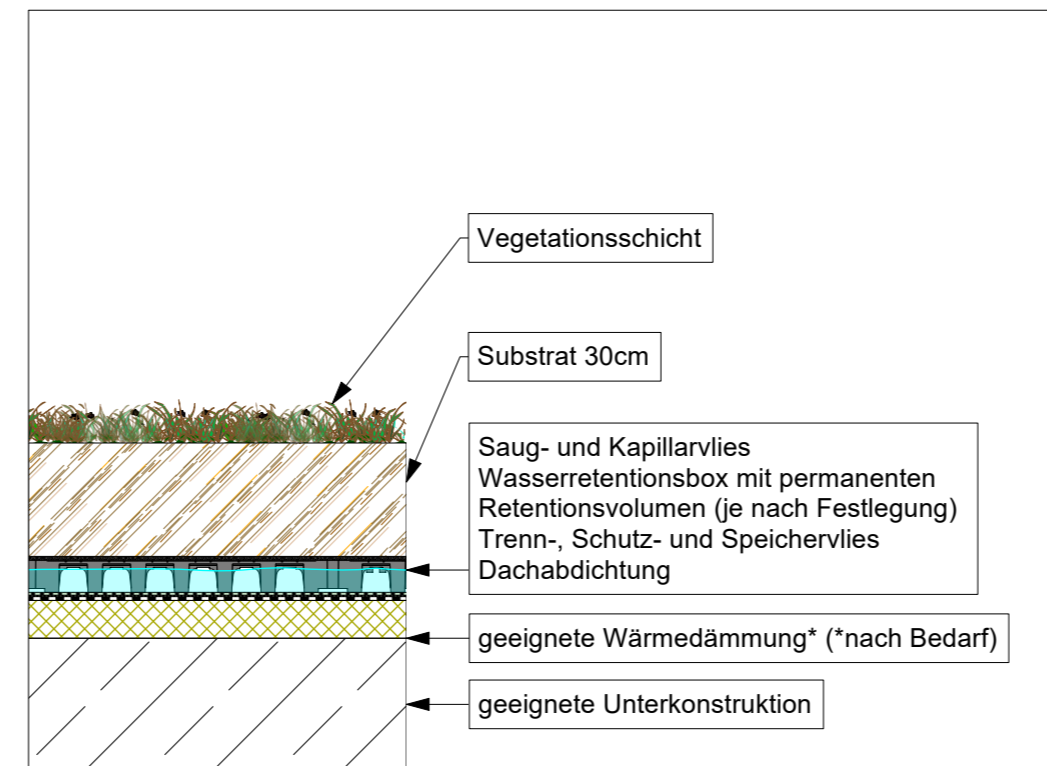 Vegetationsschicht
Substrat 30cm
Saug- und Kapillarvlies
Wasserretentionsbox mit permanenten
Retentionsvolumen (je nach Festlegung)
Trenn-, Schutz- und Speichervlies
Dachabdichtung
geeignete Wärmedämmung* (*nach Bedarf)
geeignete Unterkonstruktion